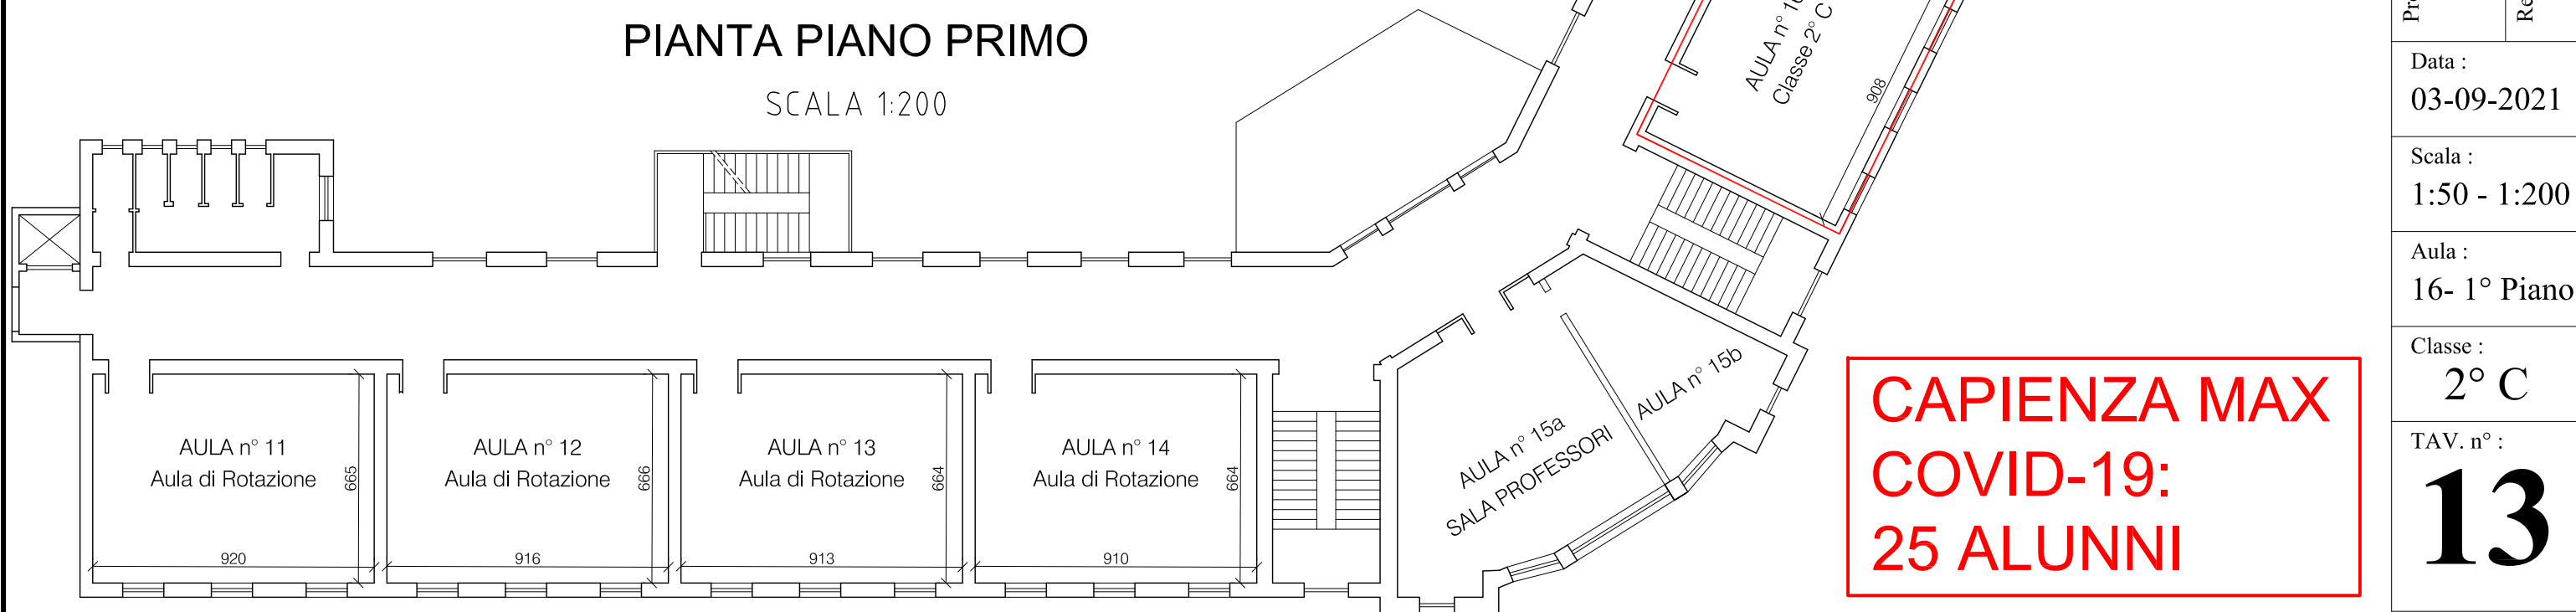 PIANTA PIANO PRIMO
SCALA 1:200
AULA n° 11
Aula di Rotazione
665
920
AULA n° 12
Aula di Rotazione
666
916
AULA n° 13
Aula di Rotazione
664
913
AULA n° 14
Aula di Rotazione
664
910
AULA n° 15a
SALA PROFESSORI
AULA n° 15b
AULA n° 16
Classe 2° C
908
CAPIENZA MAX
COVID-19:
25 ALUNNI
Data :
03-09-2021
Scala :
1:50 - 1:200
Aula :
16- 1° Piano
Classe :
2° C
TAV. n° :
13